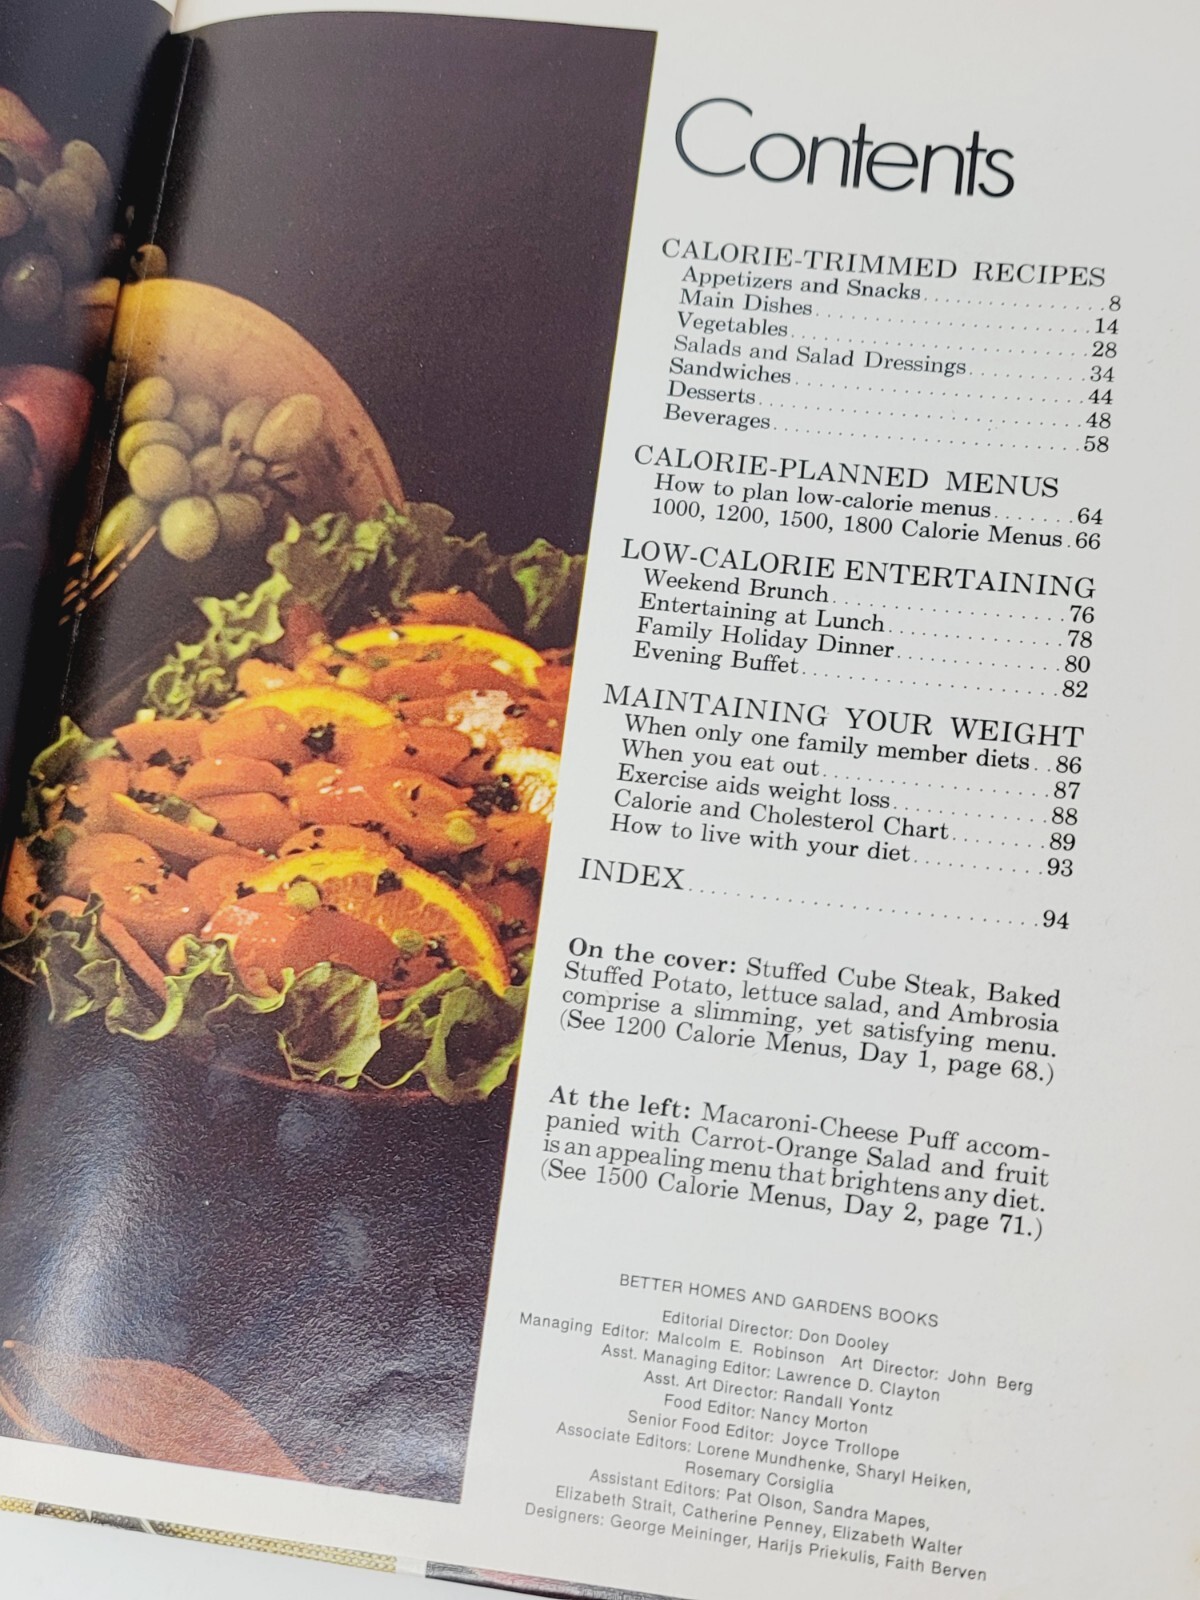 Contents
CALORIE-TRIMMED RECIPES
Appetizers and Snacks....................8
Main Dishes..............................14
Vegetables...............................28
Salads and Salad Dressings...........34
Sandwiches..............................44
Desserts.................................48
Beverages................................58
CALORIE-PLANNED MENUS
How to plan low-calorie menus.......64
1000, 1200, 1500, 1800 Calorie Menus.66
LOW-CALORIE ENTERTAINING
Weekend Brunch.......................76
Entertaining at Lunch..................78
Family Holiday Dinner................80
Evening Buffet.........................82
MAINTAINING YOUR WEIGHT
When only one family member diets..86
When you eat out......................87
Exercise aids weight loss..............88
Calorie and Cholesterol Chart........89
How to live with your diet............93
INDEX................................94
On the cover: Stuffed Cube Steak, Baked
Stuffed Potato, lettuce salad, and Ambrosia
comprise a slimming, yet satisfying menu.
(See 1200 Calorie Menus, Day 1, page 68.)
At the left: Macaroni-Cheese Puff accom-
panied with Carrot-Orange Salad and fruit
is an appealing menu that brightens any diet.
(See 1500 Calorie Menus, Day 2, page 71.)
BETTER HOMES AND GARDENS BOOKS
Editorial Director: Don Dooley
Managing Editor: Malcolm E. Robinson Art Director: John Berg
Asst. Managing Editor: Lawrence D. Clayton
Asst. Art Director: Randall Yontz
Food Editor: Nancy Morton
Senior Food Editor: Joyce Trollope
Associate Editors: Lorene Mundhenke, Sharyl Heiken,
Rosemary Corsiglia
Assistant Editors: Pat Olson, Sandra Mapes,
Elizabeth Strait, Catherine Penney, Elizabeth Walter
Designers: George Meininger, Harijs Priekulis, Faith Berven